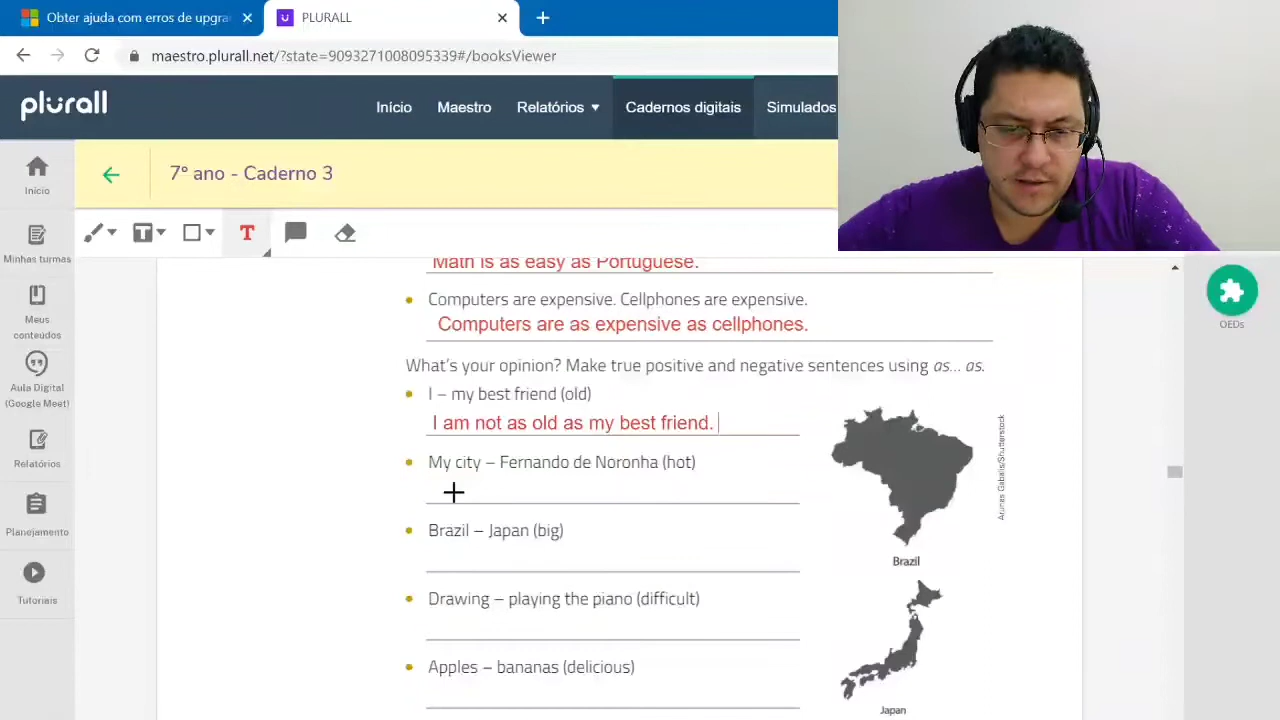 Obter ajuda com erros de upgra
PLURALL
maestro.plurall.net/?state=9093271008095339#/booksViewer
plurall
Início
Maestro
Relatórios
Cadernos digitais
Simulados
Início
7º ano - Caderno 3
Minhas turmas
Meus
conteúdos
Aula Digital
(Google Meet)
Relatórios
Planejamento
Tutoriais
T
T
OEDs
Math is as easy as Portuguese.
Computers are expensive. Cellphones are expensive.
Computers are as expensive as cellphones.
What's your opinion? Make true positive and negative sentences using as... as.
I – my best friend (old)
I am not as old as my best friend.
My city – Fernando de Noronha (hot)
Brazil – Japan (big)
Drawing – playing the piano (difficult)
Apples – bananas (delicious)
Arunas Gabalis/Shutterstock
Brazil
Japan